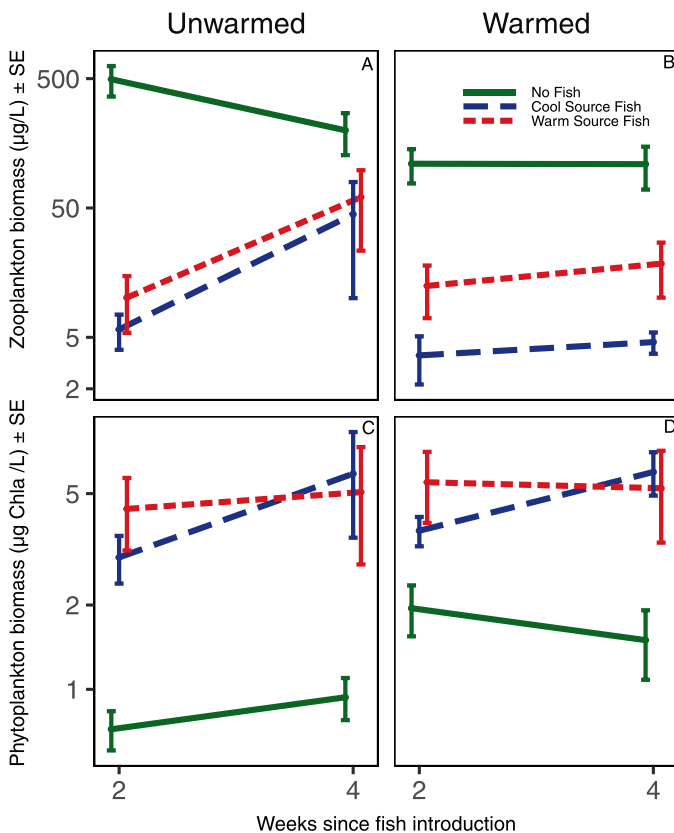 Unwarmed
Warmed
Zooplankton biomass (µg/L) ± SE
500
50
5
2
A
B
No Fish
Cool Source Fish
Warm Source Fish
Phytoplankton biomass (µg Chla /L) ± SE
5
2
1
C
D
2
4
2
4
Weeks since fish introduction